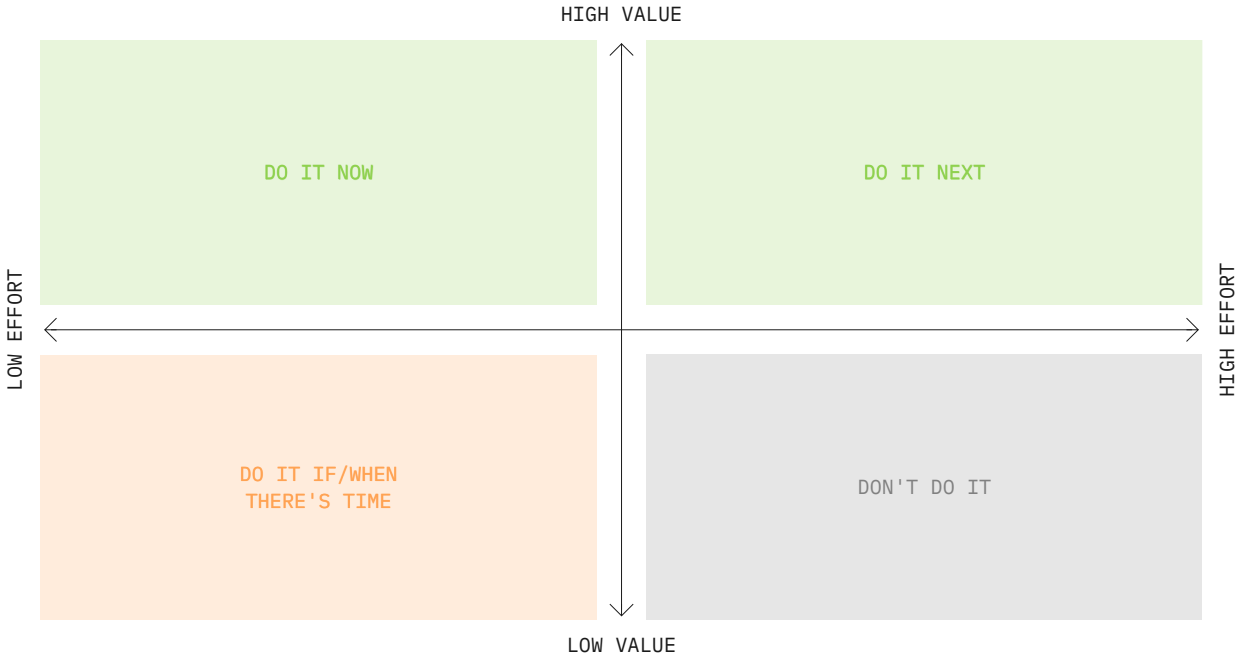 HIGH VALUE
DO IT NOW
DO IT NEXT
LOW EFFORT
HIGH EFFORT
DO IT IF/WHEN
THERE'S TIME
DON'T DO IT
LOW VALUE